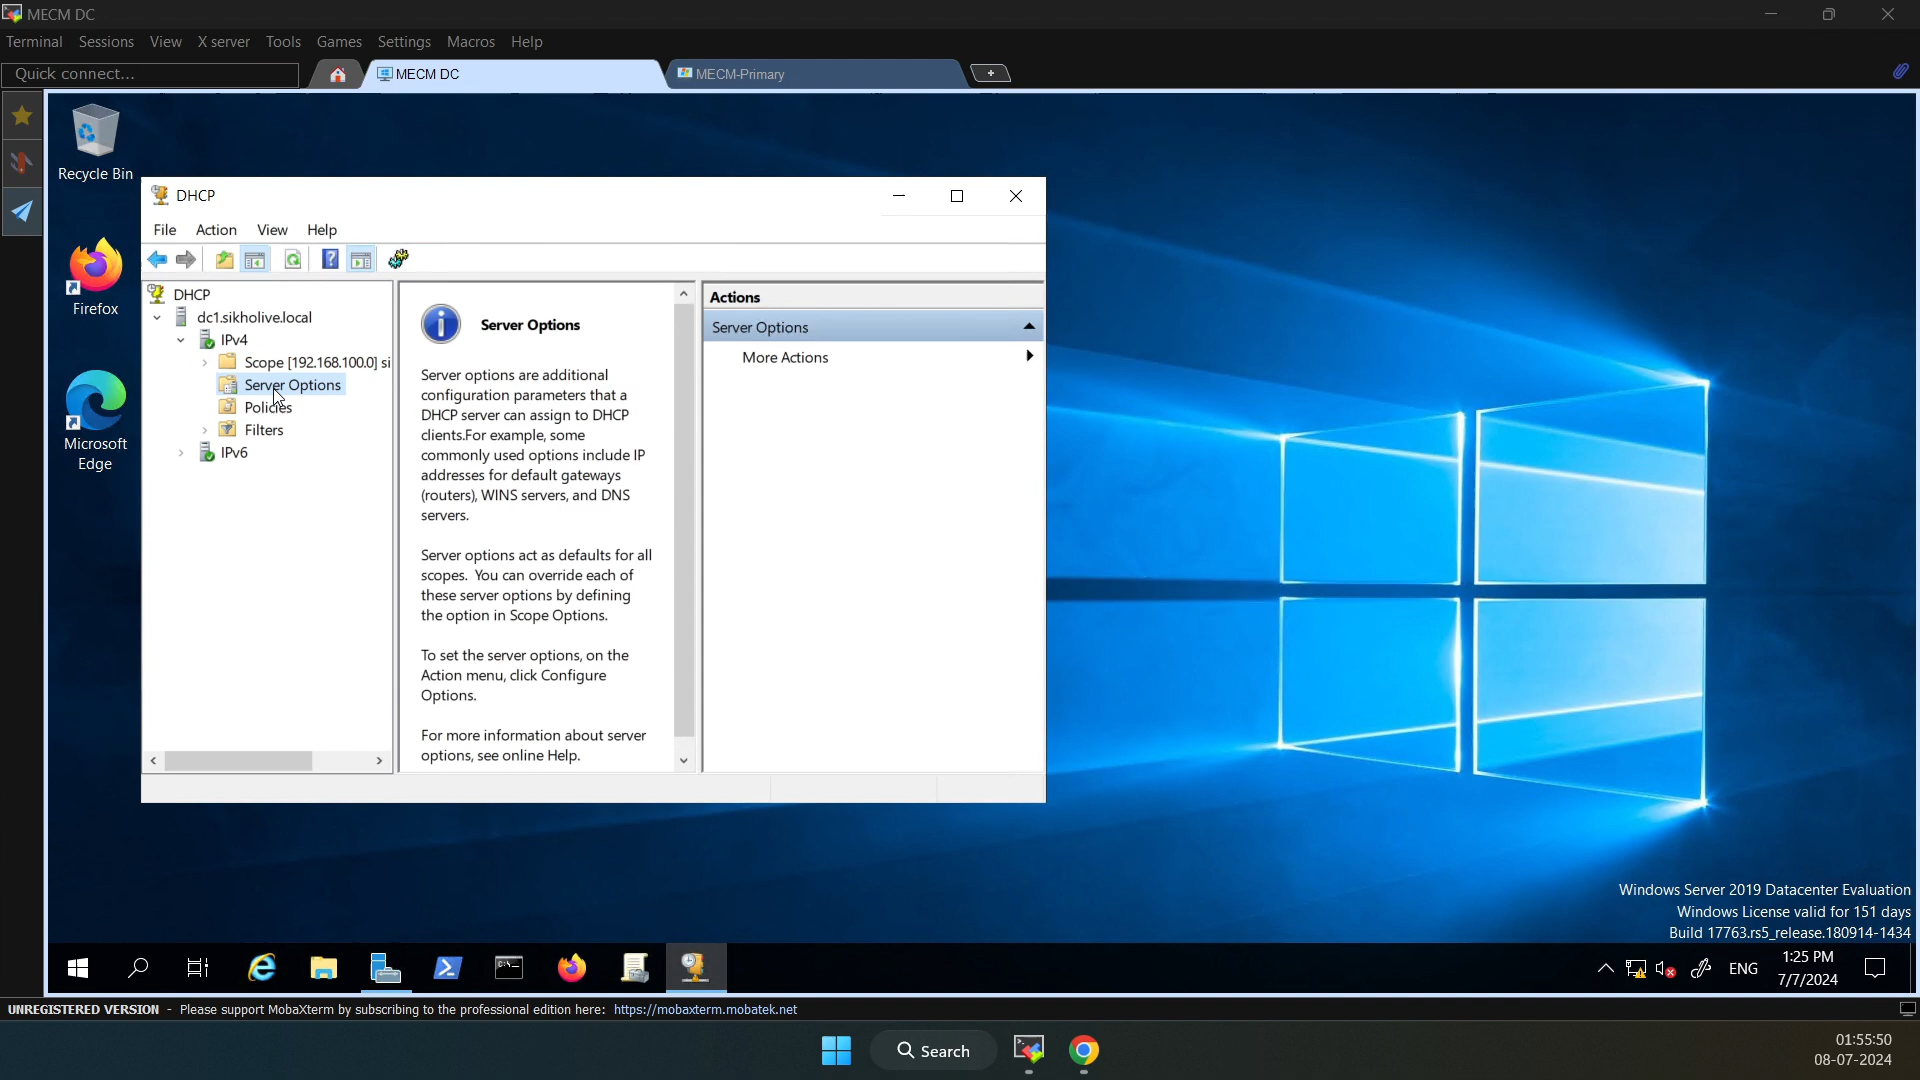 MECM DC
Terminal Sessions View X server Tools Games Settings Macros Help
Quick connect...
MECM DC
MECM-Primary
Recycle Bin
Firefox
Microsoft
Edge
DHCP
File Action View Help
DHCP
dc1.sikholive.local
IPv4
Scope [192.168.100.0] si
Server Options
Policies
Filters
IPv6
Server Options
Server options are additional
configuration parameters that a
DHCP server can assign to DHCP
clients.For example, some
commonly used options include IP
addresses for default gateways
(routers), WINS servers, and DNS
servers.
Server options act as defaults for all
scopes. You can override each of
these server options by defining
the option in Scope Options.
To set the server options, on the
Action menu, click Configure
Options.
For more information about server
options, see online Help.
Actions
Server Options
More Actions
Windows Server 2019 Datacenter Evaluation
Windows License valid for 151 days
Build 17763.rs5_release.180914-1434
ENG
1:25 PM
7/7/2024
UNREGISTERED VERSION - Please support MobaXterm by subscribing to the professional edition here: https://mobaxterm.mobatek.net
Search
01:55:50
08-07-2024